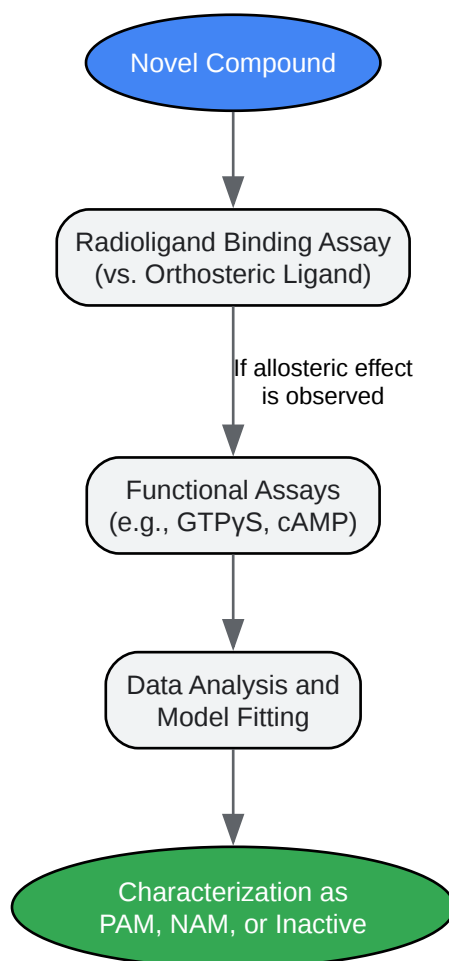 Novel Compound
Radioligand Binding Assay
(vs. Orthosteric Ligand)
If allosteric effect
is observed
Functional Assays
(e.g., GTPγS, cAMP)
Data Analysis and
Model Fitting
Characterization as
PAM, NAM, or Inactive